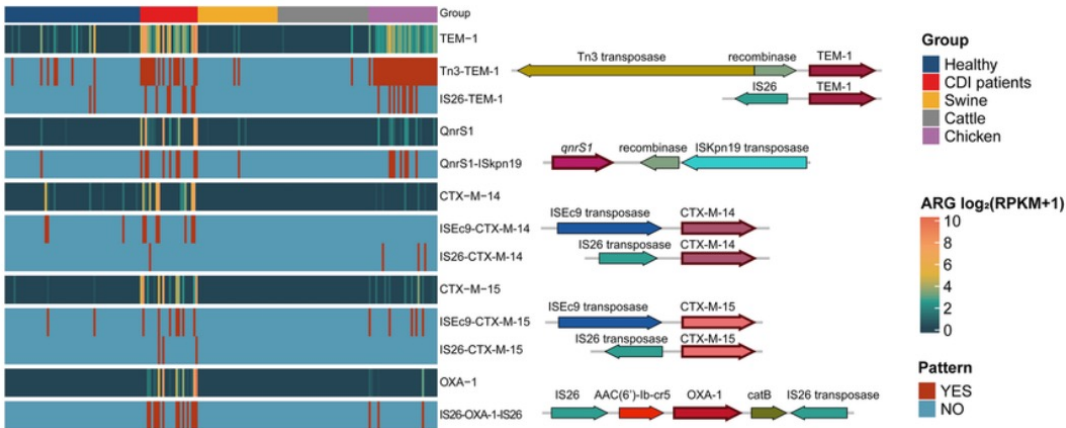 Group
TEM−1
Tn3-TEM-1
IS26-TEM-1
QnrS1
QnrS1-ISkpn19
CTX−M−14
ISEc9-CTX-M-14
IS26-CTX-M-14
CTX−M−15
ISEc9-CTX-M-15
IS26-CTX-M-15
OXA−1
IS26-OXA-1-IS26
Tn3 transposase recombinase TEM-1
IS26 TEM-1
qnrS1 recombinase ISKpn19 transposase
ISEc9 transposase CTX-M-14
IS26 transposase CTX-M-14
ISEc9 transposase CTX-M-15
IS26 transposase CTX-M-15
IS26 AAC(6')-Ib-cr5 OXA-1 catB IS26 transposase
Group
Healthy
CDI patients
Swine
Cattle
Chicken
ARG log₂(RPKM+1)
10
8
6
4
2
0
Pattern
YES
NO